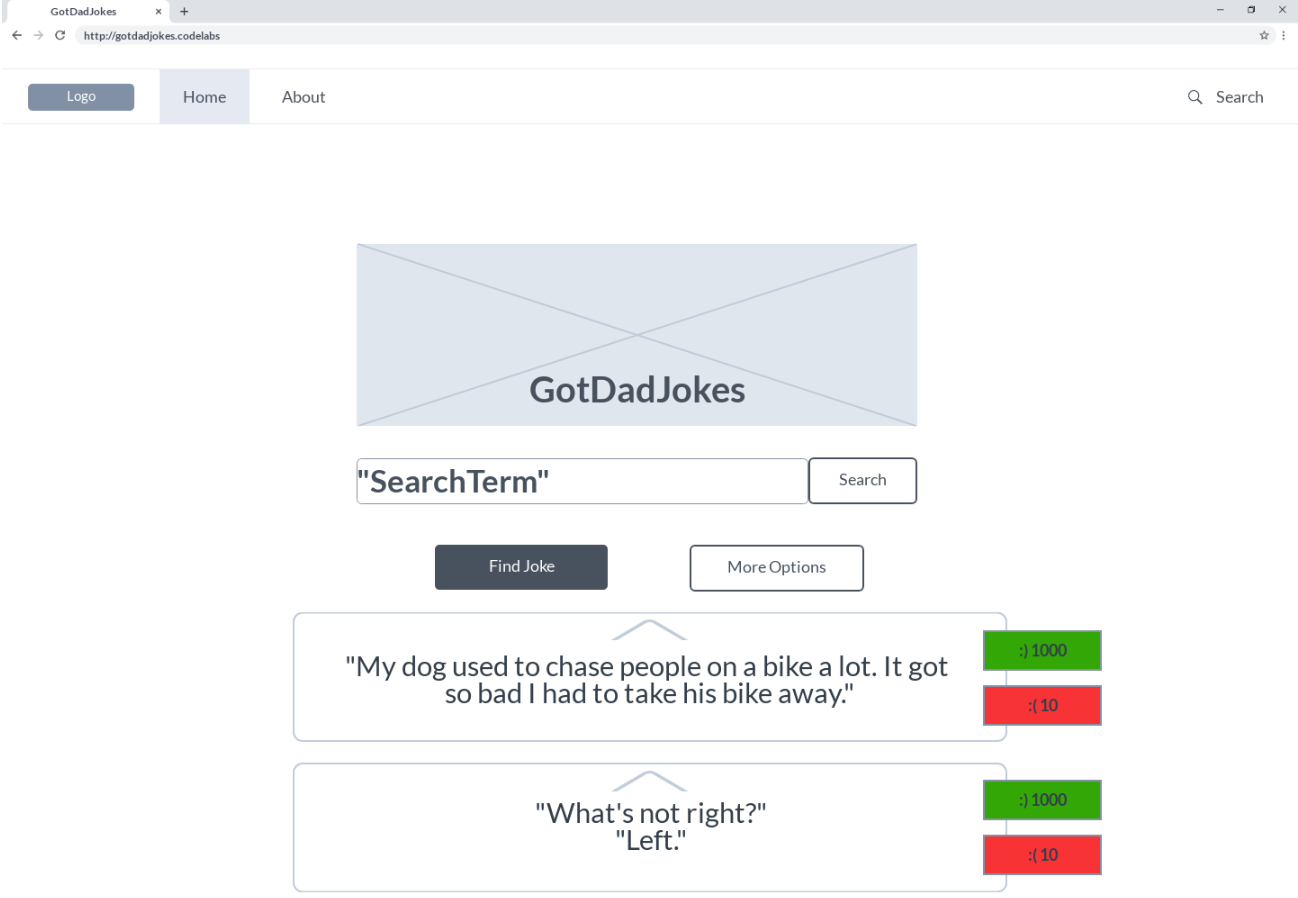 GotDadJokes
http://gotdadjokes.codelabs
Logo
Home
About
Search
GotDadJokes
"SearchTerm"
Search
Find Joke
More Options
"My dog used to chase people on a bike a lot. It got
so bad I had to take his bike away."
:) 1000
:( 10
"What's not right?"
"Left."
:) 1000
:( 10